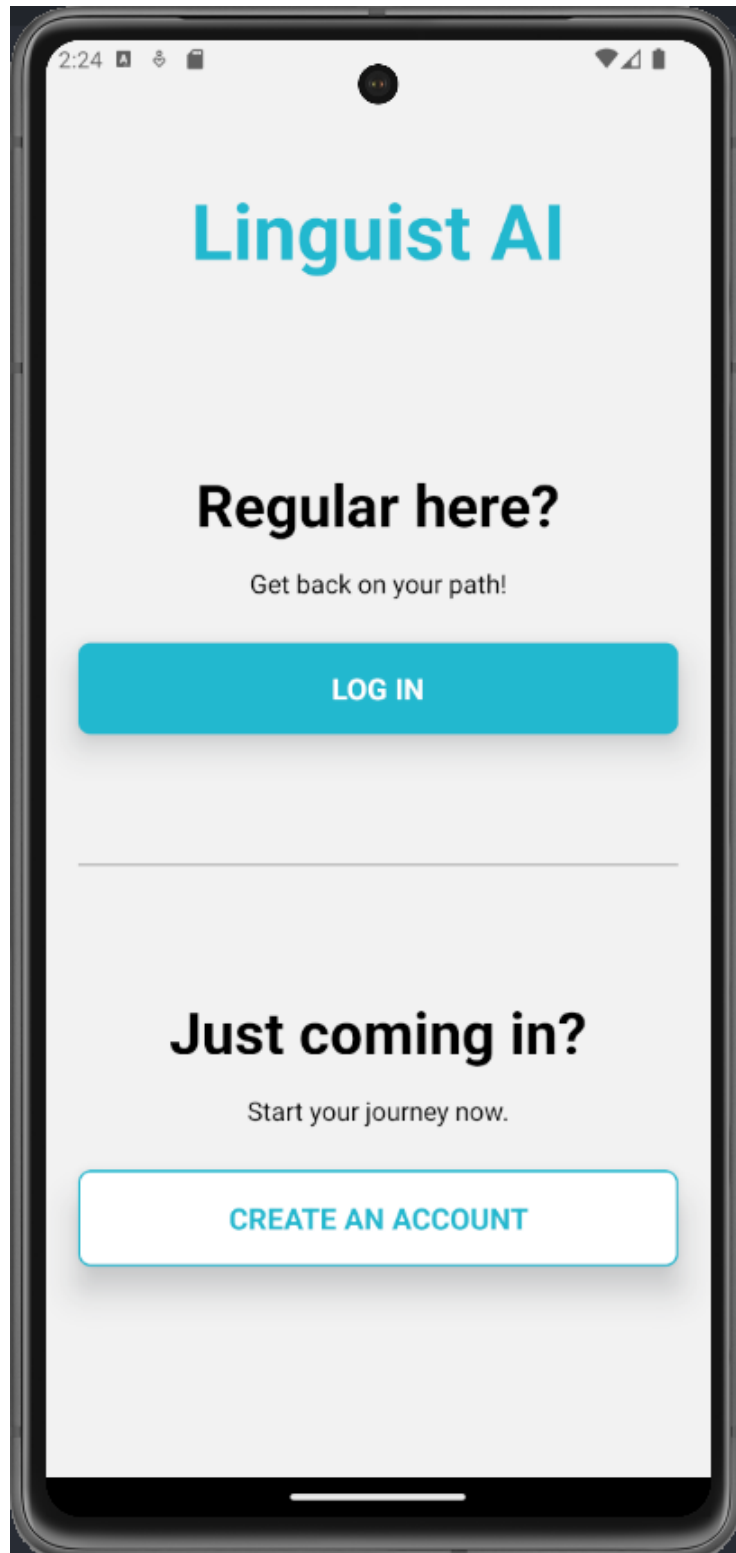 2:24
Linguist AI
Regular here?
Get back on your path!
LOG IN
Just coming in?
Start your journey now.
CREATE AN ACCOUNT